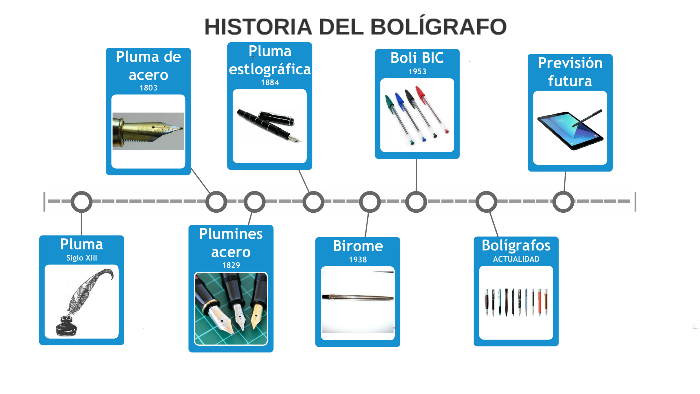 HISTORIA DEL BOLÍGRAFO
Pluma de
acero
1803
Pluma
estlográfica
1884
Boli BIC
1953
Previsión
futura
Pluma
Siglo XIII
Plumines
acero
1829
Birome
1938
Bolígrafos
ACTUALIDAD